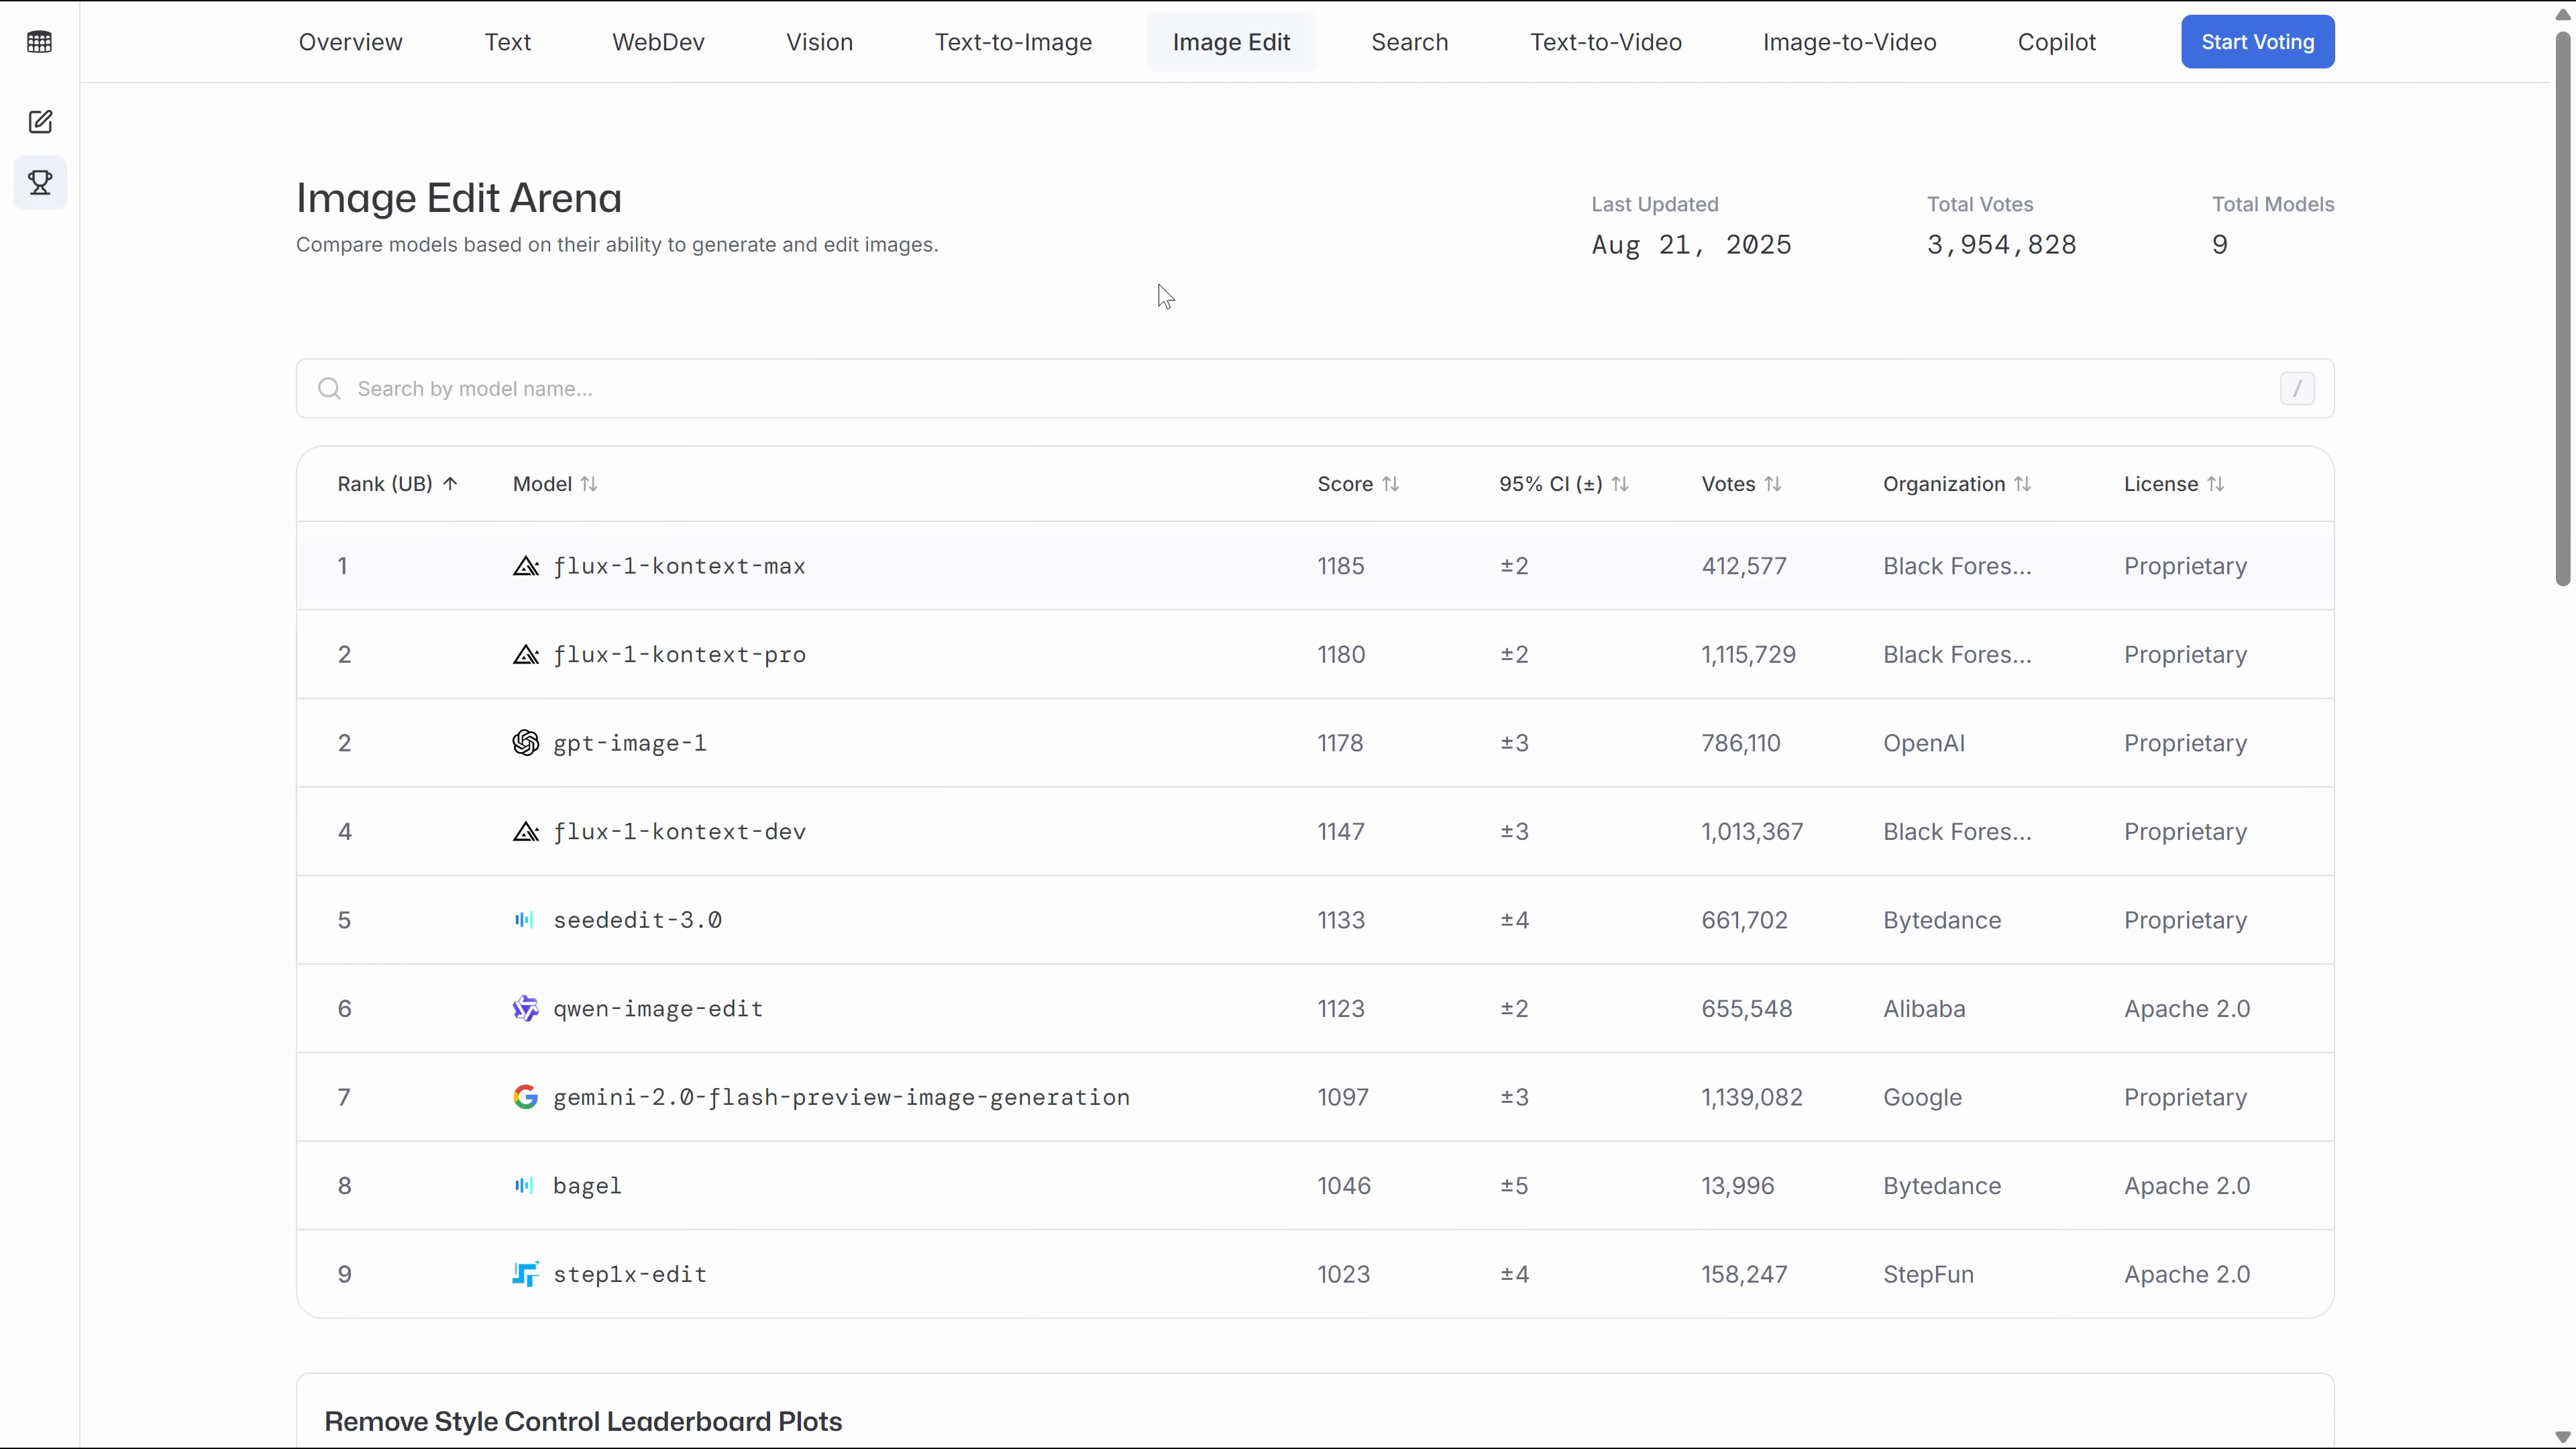 Overview Text WebDev Vision Text-to-Image Image Edit Search Text-to-Video Image-to-Video Copilot Start Voting
Image Edit Arena
Compare models based on their ability to generate and edit images.
Last Updated Total Votes Total Models
Aug 21, 2025 3,954,828 9
Search by model name... /
Rank (UB) Model Score 95% CI (±) Votes Organization License
1 flux-1-kontext-max 1185 ±2 412,577 Black Fores... Proprietary
2 flux-1-kontext-pro 1180 ±2 1,115,729 Black Fores... Proprietary
2 gpt-image-1 1178 ±3 786,110 OpenAI Proprietary
4 flux-1-kontext-dev 1147 ±3 1,013,367 Black Fores... Proprietary
5 seededit-3.0 1133 ±4 661,702 Bytedance Proprietary
6 qwen-image-edit 1123 ±2 655,548 Alibaba Apache 2.0
7 gemini-2.0-flash-preview-image-generation 1097 ±3 1,139,082 Google Proprietary
8 bagel 1046 ±5 13,996 Bytedance Apache 2.0
9 step1x-edit 1023 ±4 158,247 StepFun Apache 2.0
Remove Style Control Leaderboard Plots